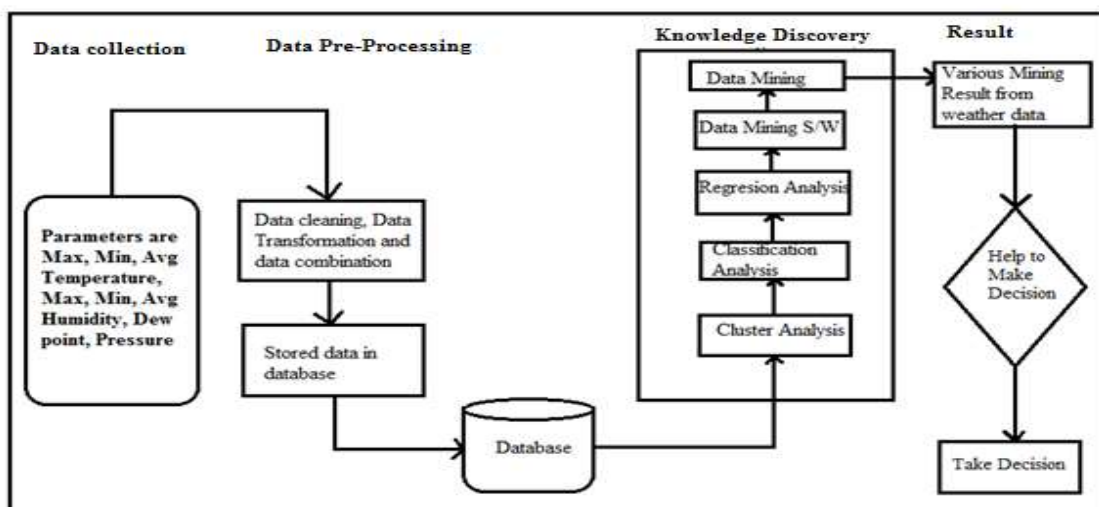 Data collection
Data Pre-Processing
Knowledge Discovery
Result
Parameters are
Max, Min, Avg
Temperature,
Max, Min, Avg
Humidity, Dew
point, Pressure
Data cleaning, Data
Transformation and
data combination
Stored data in
database
Database
Data Mining
Data Mining S/W
Regresion Analysis
Classification
Analysis
Cluster Analysis
Various Mining
Result from
weather data
Help to
Make
Decision
Take Decision